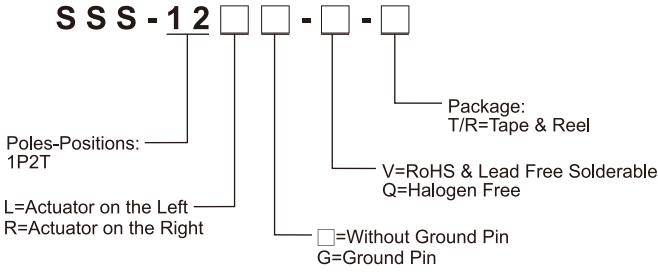 SSS-12□□-□-□
Package:
T/R=Tape & Reel
Poles-Positions:
1P2T
V=RoHS & Lead Free Solderable
Q=Halogen Free
L=Actuator on the Left
R=Actuator on the Right
□=Without Ground Pin
G=Ground Pin